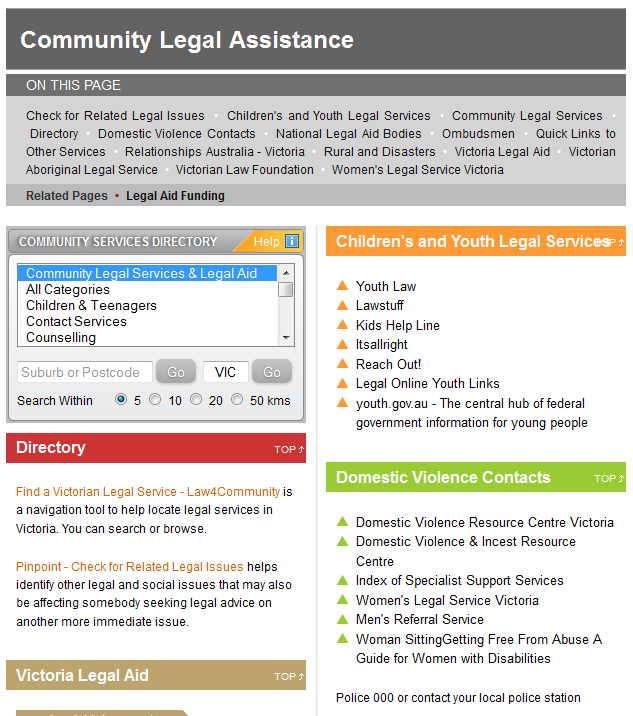 Community Legal Assistance
ON THIS PAGE
Check for Related Legal Issues • Children's and Youth Legal Services • Community Legal Services •
Directory • Domestic Violence Contacts • National Legal Aid Bodies • Ombudsmen • Quick Links to
Other Services • Relationships Australia - Victoria • Rural and Disasters • Victoria Legal Aid • Victorian
Aboriginal Legal Service • Victorian Law Foundation • Women's Legal Service Victoria
Related Pages • Legal Aid Funding
COMMUNITY SERVICES DIRECTORY Help i
Community Legal Services & Legal Aid
All Categories
Children & Teenagers
Contact Services
Counselling
Suburb or Postcode Go VIC Go
Search Within 5 10 20 50 kms
Directory TOP
Find a Victorian Legal Service - Law4Community is
a navigation tool to help locate legal services in
Victoria. You can search or browse.
Pinpoint - Check for Related Legal Issues helps
identify other legal and social issues that may also
be affecting somebody seeking legal advice on
another more immediate issue.
Victoria Legal Aid TOP
Children's and Youth Legal Services TOP
Youth Law
Lawstuff
Kids Help Line
Itsallright
Reach Out!
Legal Online Youth Links
youth.gov.au - The central hub of federal
government information for young people
Domestic Violence Contacts TOP
Domestic Violence Resource Centre Victoria
Domestic Violence & Incest Resource
Centre
Index of Specialist Support Services
Women's Legal Service Victoria
Men's Referral Service
Woman SittingGetting Free From Abuse A
Guide for Women with Disabilities
Police 000 or contact your local police station